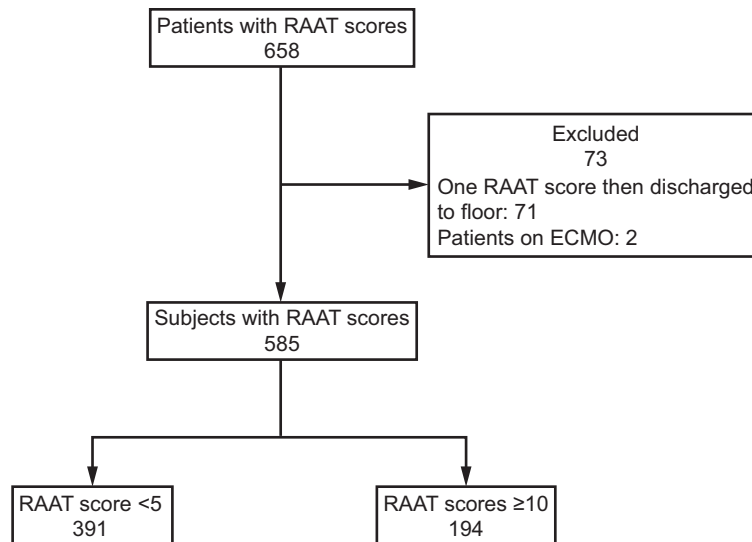 Patients with RAAT scores
658
Excluded
73
One RAAT score then discharged
to floor: 71
Patients on ECMO: 2
Subjects with RAAT scores
585
RAAT score <5
391
RAAT scores ≥10
194